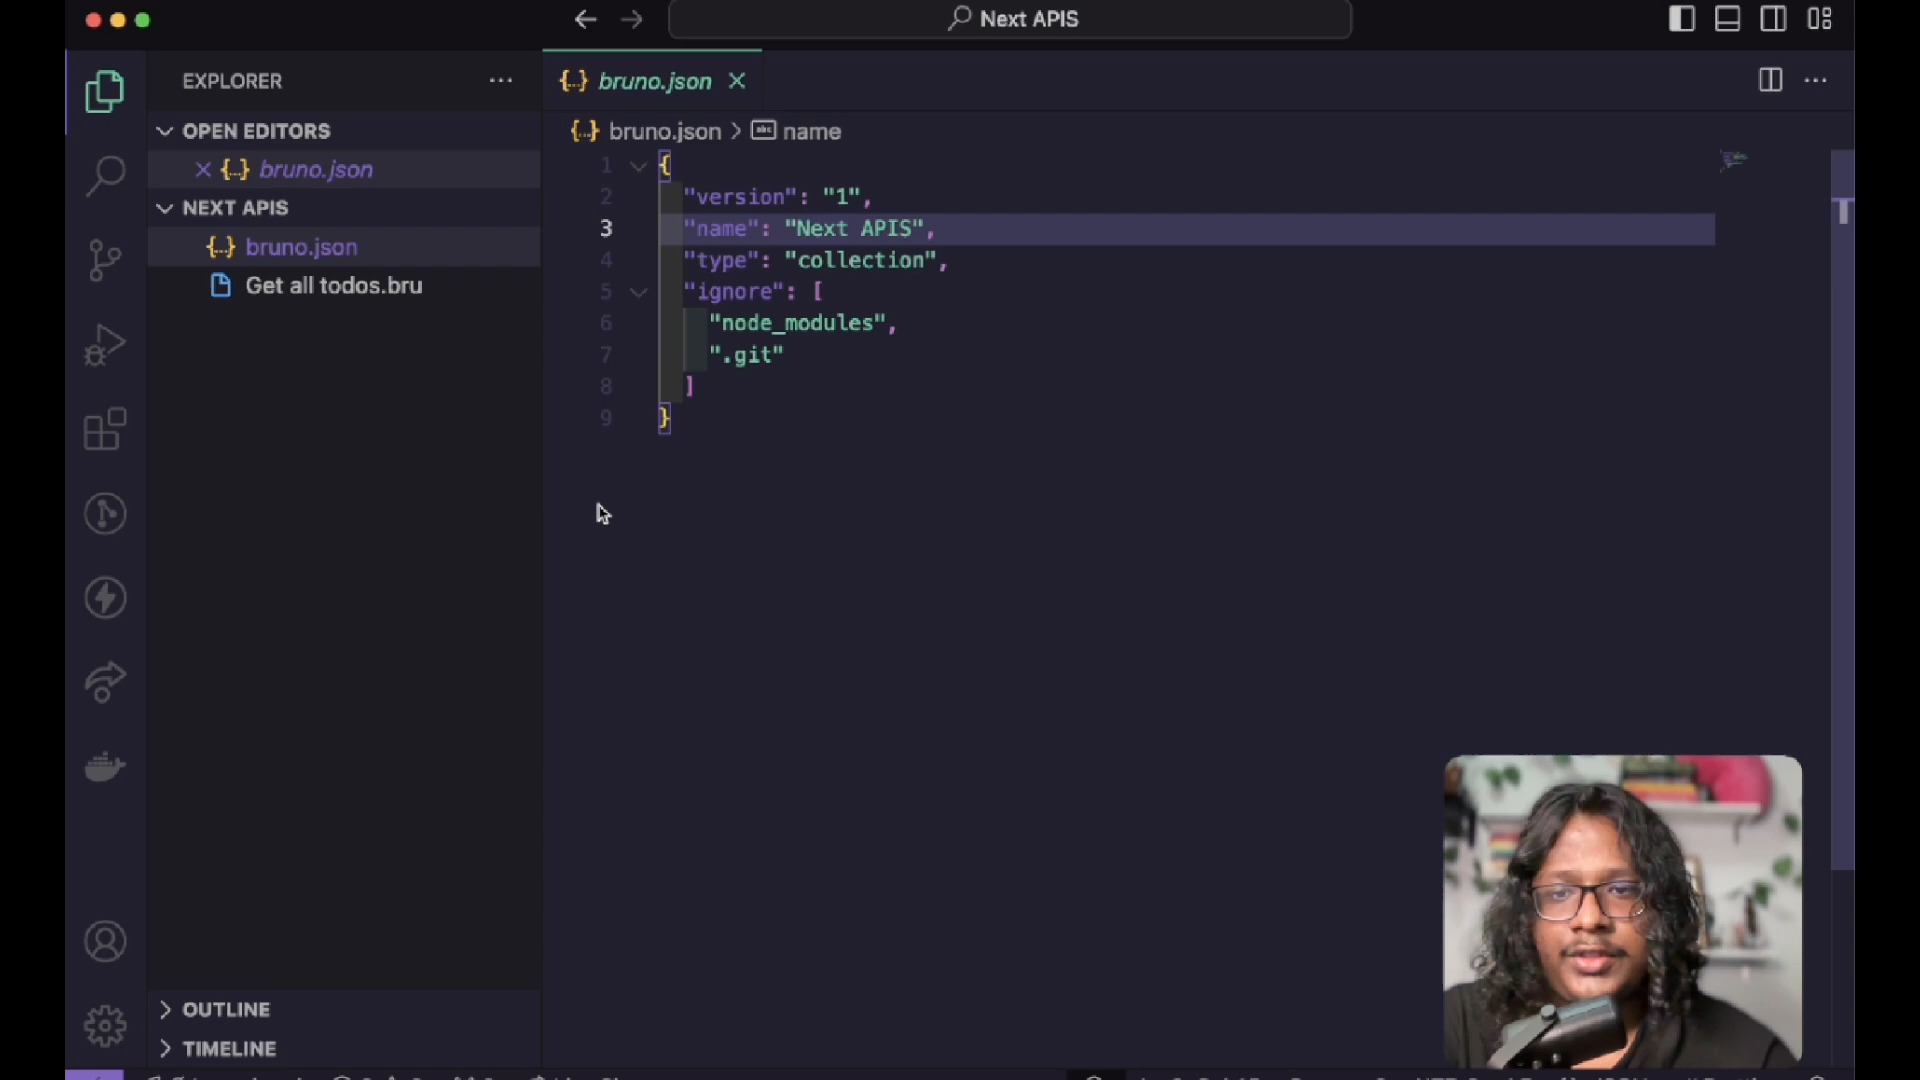 Next APIS
EXPLORER
bruno.json
OPEN EDITORS
bruno.json
NEXT APIS
bruno.json
Get all todos.bru
OUTLINE
TIMELINE
bruno.json > name
1 {
2 "version": "1",
3 "name": "Next APIS",
4 "type": "collection",
5 "ignore": [
6 "node_modules",
7 ".git"
8 ]
9 }